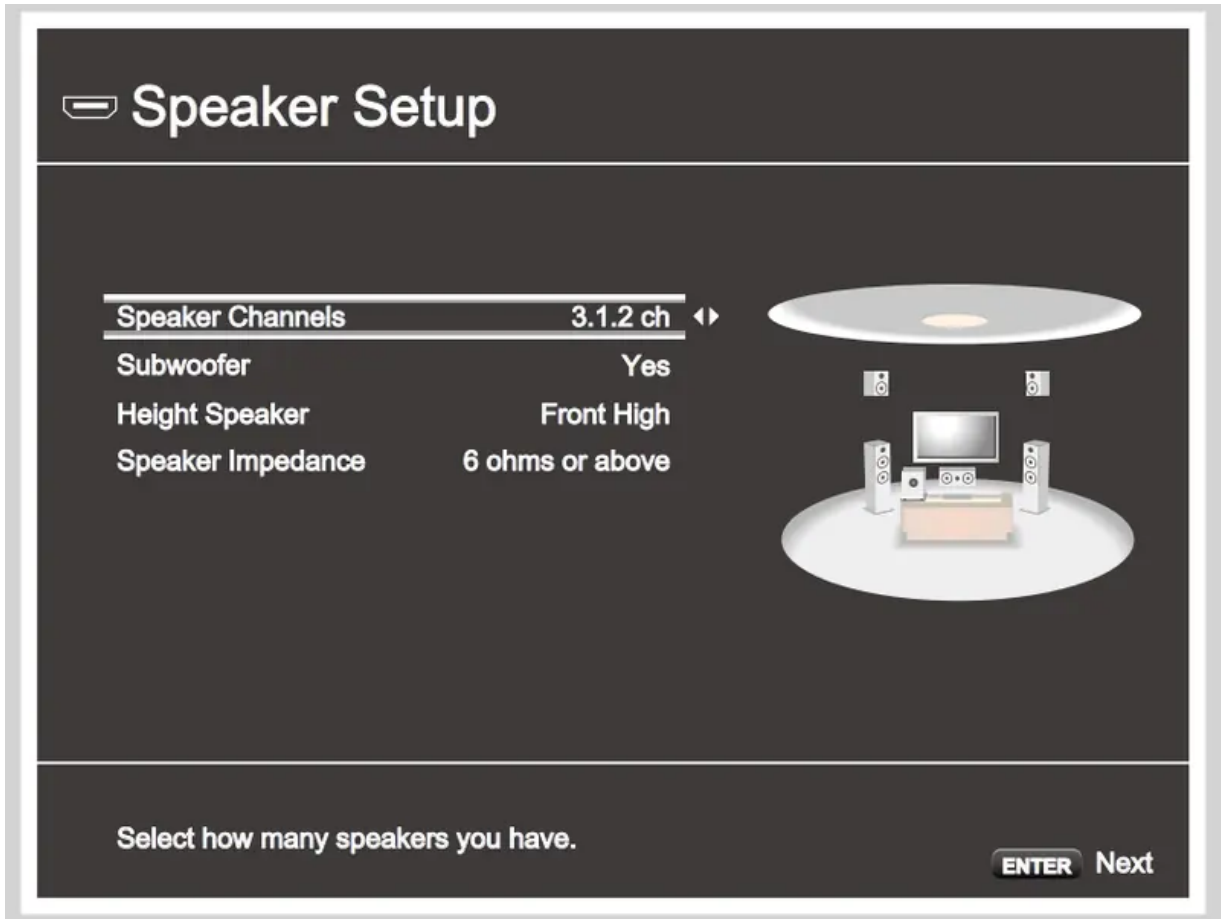 Speaker Setup
Speaker Channels 3.1.2 ch
Subwoofer Yes
Height Speaker Front High
Speaker Impedance 6 ohms or above
Select how many speakers you have.
ENTER Next